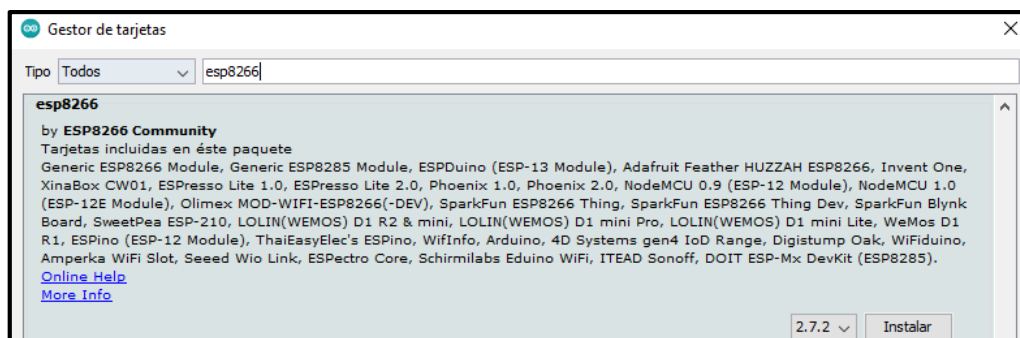 Gestor de tarjetas
Tipo Todos esp8266
esp8266
by ESP8266 Community
Tarjetas incluidas en éste paquete
Generic ESP8266 Module, Generic ESP8285 Module, ESPDuino (ESP-13 Module), Adafruit Feather HUZZAH ESP8266, Invent One,
XinaBox CW01, ESPresso Lite 1.0, ESPresso Lite 2.0, Phoenix 1.0, Phoenix 2.0, NodeMCU 0.9 (ESP-12 Module), NodeMCU 1.0
(ESP-12E Module), Olimex MOD-WIFI-ESP8266(-DEV), SparkFun ESP8266 Thing, SparkFun ESP8266 Thing Dev, SparkFun Blynk
Board, SweetPea ESP-210, LOLIN(WEMOS) D1 R2 & mini, LOLIN(WEMOS) D1 mini Pro, LOLIN(WEMOS) D1 mini Lite, WeMos D1
R1, ESPino (ESP-12 Module), ThaiEasyElec's ESPino, WifInfo, Arduino, 4D Systems gen4 IoD Range, Digistump Oak, WiFiduino,
Amperka WiFi Slot, Seeed Wio Link, ESPectro Core, Schirmilabs Eduino WiFi, ITEAD Sonoff, DOIT ESP-Mx DevKit (ESP8285).
Online Help
More Info
2.7.2 Instalar